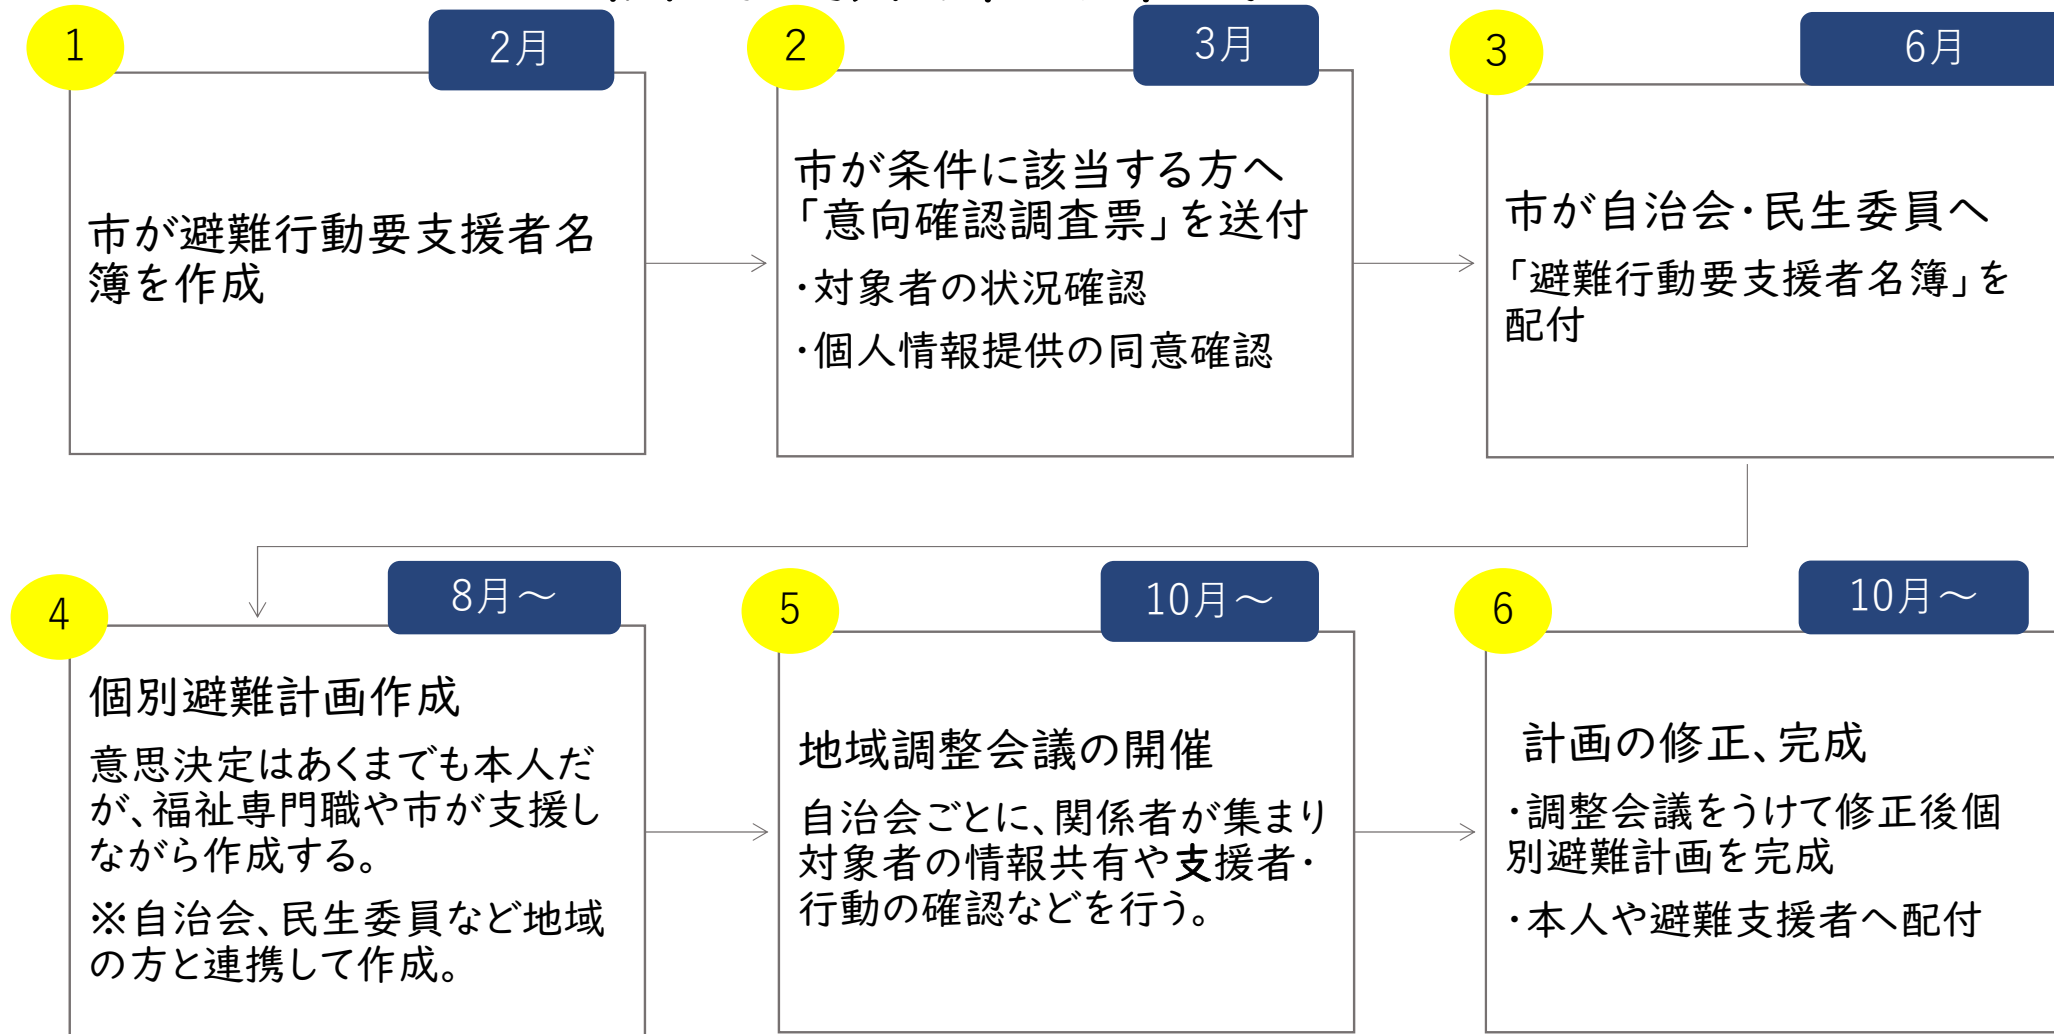 1
2月
市が避難行動要支援者名
簿を作成
2
3月
市が条件に該当する方へ
「意向確認調査票」を送付
・対象者の状況確認
・個人情報提供の同意確認
3
6月
市が自治会・民生委員へ
「避難行動要支援者名簿」を
配付
4
8月～
個別避難計画作成
意思決定はあくまでも本人だ
が、福祉専門職や市が支援し
ながら作成する。
※自治会、民生委員など地域
の方と連携して作成。
5
10月～
地域調整会議の開催
自治会ごとに、関係者が集まり
対象者の情報共有や支援者・
行動の確認などを行う。
6
10月～
計画の修正、完成
・調整会議をうけて修正後個
別避難計画を完成
・本人や避難支援者へ配付